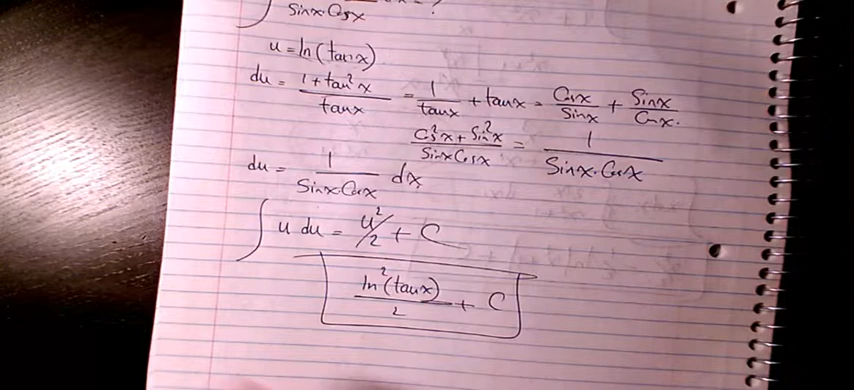 ∫ / sinx·Cosx = ?
u = ln(tanx)
du = (1+tan²x)/tanx = 1/tanx + tanx = Cosx/Sinx + Sinx/Cosx.
(Cos²x + Sin²x)/(SinxCosx) = 1/(Sinx·Cosx)
du = 1/(Sinx·Cosx) dx
∫ u du = u²/2 + C
ln²(tanx)/2 + C